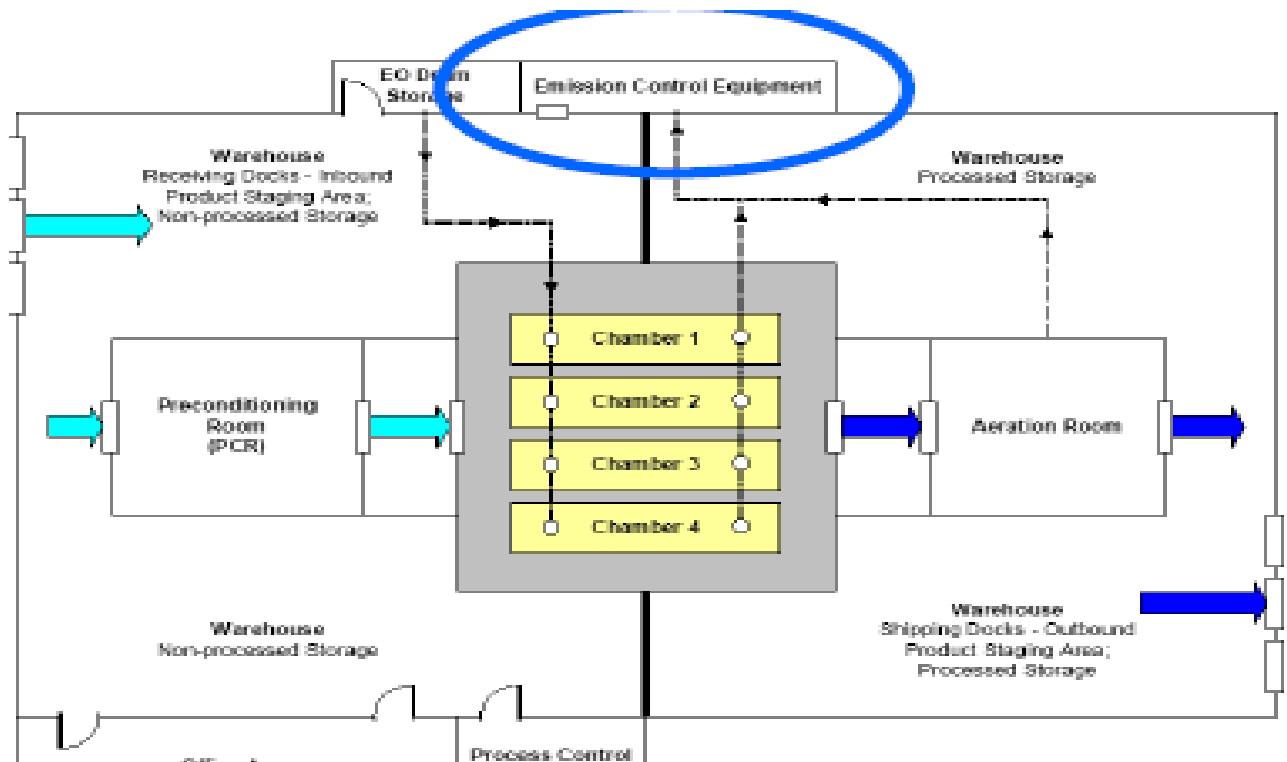 EO Drum
Storage
Emission Control Equipment
Warehouse
Receiving Docks - Inbound
Product Staging Area;
Non-processed Storage
Warehouse
Processed Storage
Chamber 1
Chamber 2
Chamber 3
Chamber 4
Preconditioning
Room
(PCR)
Aeration Room
Warehouse
Non-processed Storage
Warehouse
Shipping Docks - Outbound
Product Staging Area;
Processed Storage
Process Control